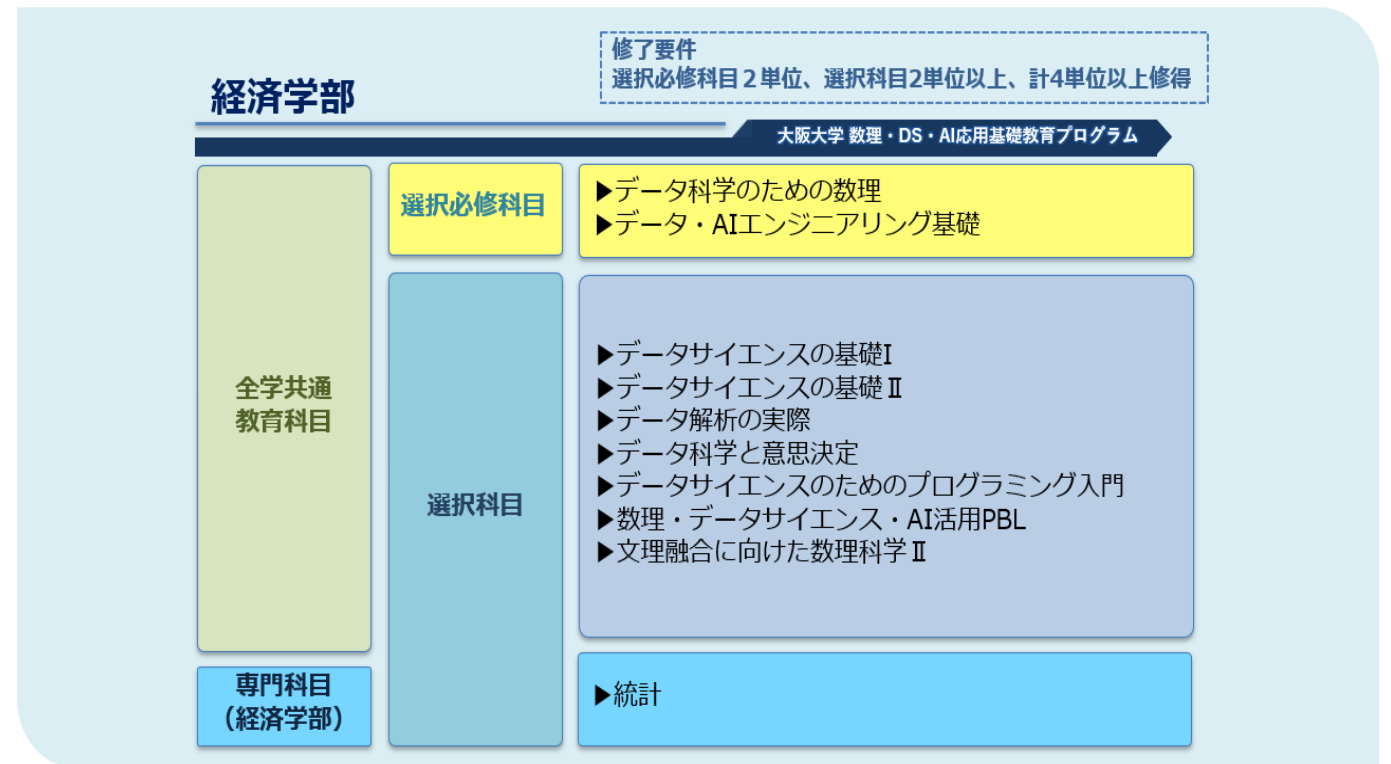 修了要件
選択必修科目2単位、選択科目2単位以上、計4単位以上修得
経済学部
大阪大学 数理・DS・AI応用基礎教育プログラム
全学共通
教育科目
選択必修科目
▶データ科学のための数理
▶データ・AIエンジニアリング基礎
選択科目
▶データサイエンスの基礎I
▶データサイエンスの基礎Ⅱ
▶データ解析の実際
▶データ科学と意思決定
▶データサイエンスのためのプログラミング入門
▶数理・データサイエンス・AI活用PBL
▶文理融合に向けた数理科学Ⅱ
専門科目
(経済学部)
▶統計